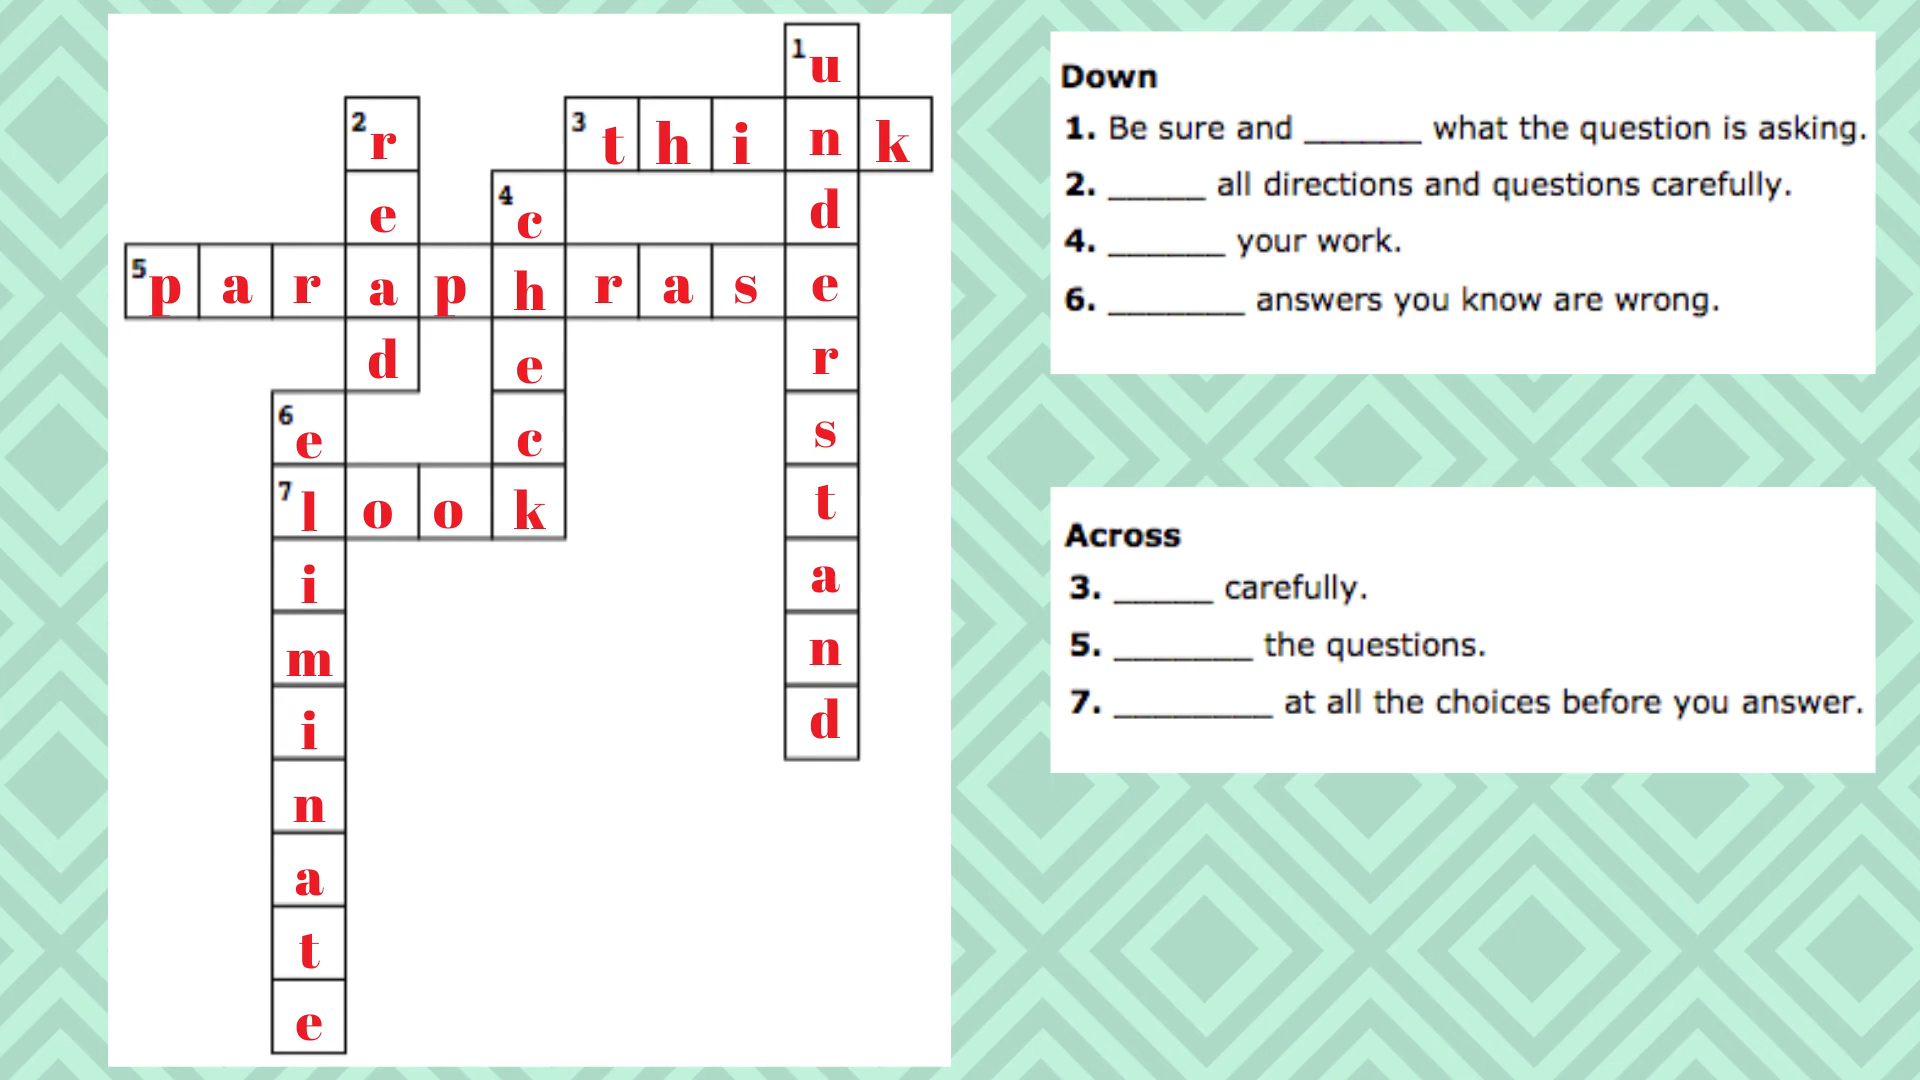 1 u
2 r 3 t h i n k
e 4 c d
5 p a r a p h r a s e
d e r
6 e c s
7 l o o k t
i a
m n
i d
n
a
t
e
Down
1. Be sure and ______ what the question is asking.
2. _____ all directions and questions carefully.
4. ______ your work.
6. _______ answers you know are wrong.
Across
3. _____ carefully.
5. _______ the questions.
7. ________ at all the choices before you answer.